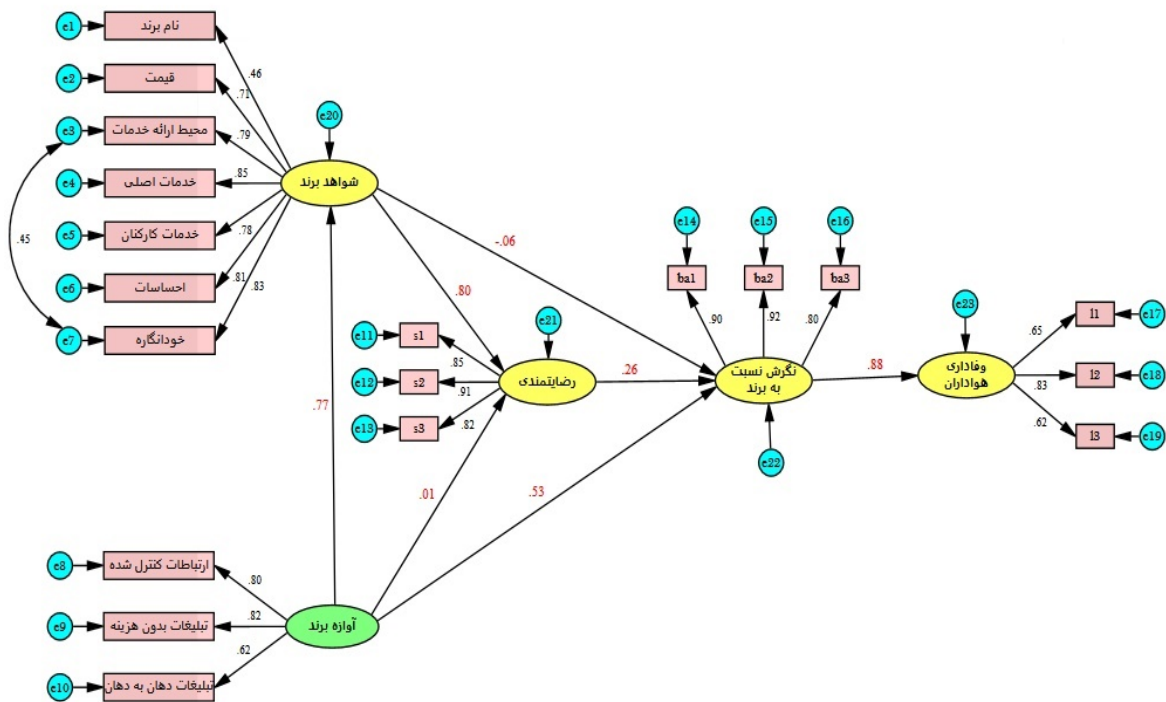 e1
نام برند
.46
e2
قیمت
.71
e3
محیط ارائه خدمات
.79
e20
e4
خدمات اصلی
.85
شواهد برند
e5
خدمات کارکنان
.78
.45
e6
احساسات
.81
.83
e7
خودانگاره
-.06
.80
e14
e15
e16
ba1
ba2
ba3
.90
.92
.80
e11
s1
.85
e21
e12
s2
.91
رضایتمندی
e13
s3
.82
.26
نگرش نسبت
به برند
e22
.88
e23
وفاداری
هواداران
.65
l1
e17
.83
l2
e18
.62
l3
e19
.77
.01
.53
e8
ارتباطات کنترل شده
.80
e9
تبلیغات بدون هزینه
.82
آوازه برند
.62
e10
تبلیغات دهان به دهان